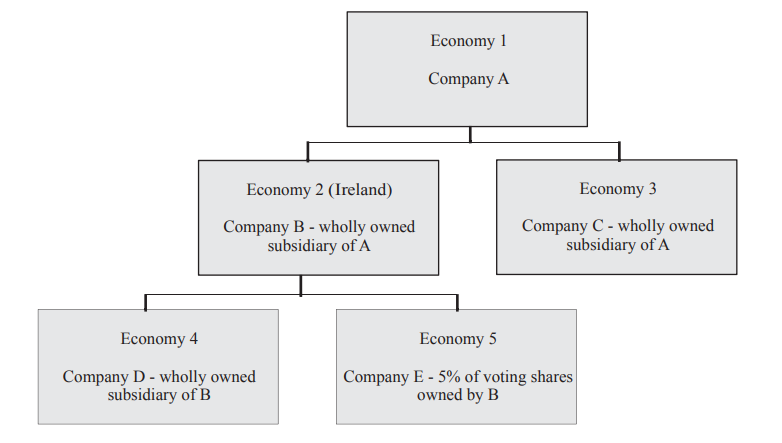 Economy 1
Company A
Economy 2 (Ireland)
Company B - wholly owned
subsidiary of A
Economy 3
Company C - wholly owned
subsidiary of A
Economy 4
Company D - wholly owned
subsidiary of B
Economy 5
Company E - 5% of voting shares
owned by B